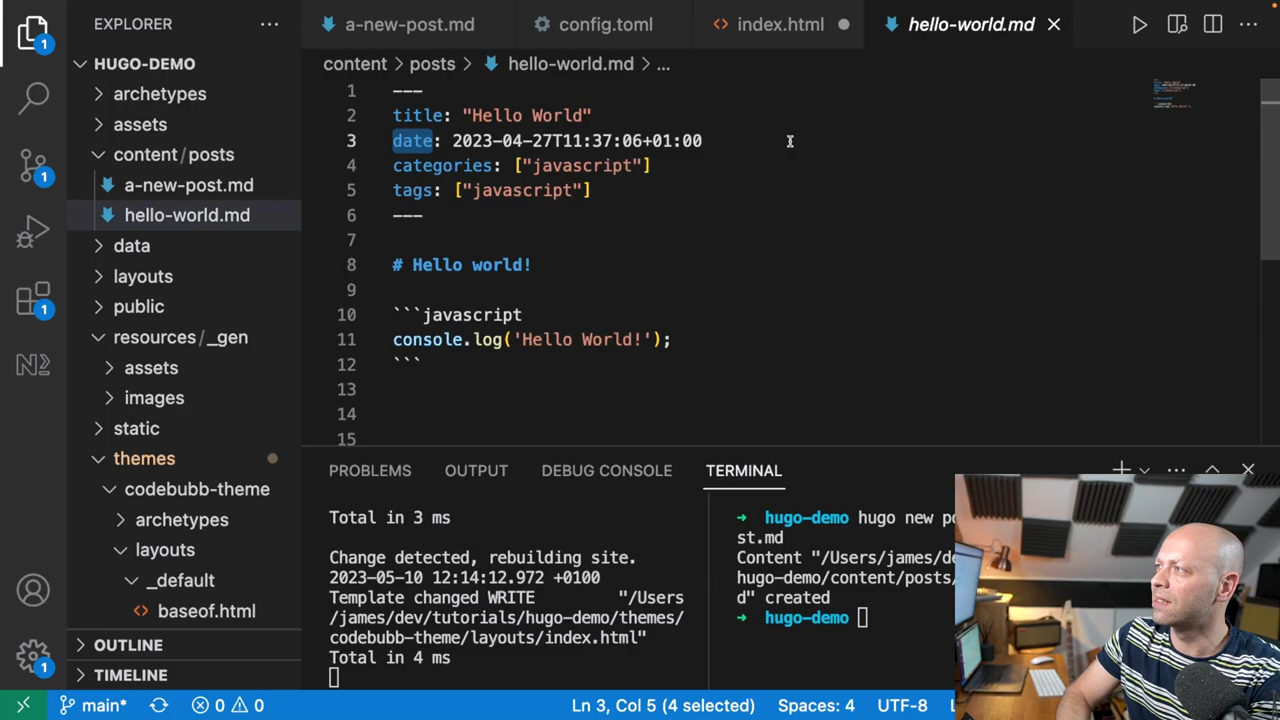 EXPLORER
HUGO-DEMO
archetypes
assets
content/posts
a-new-post.md
hello-world.md
data
layouts
public
resources/_gen
assets
images
static
themes
codebubb-theme
archetypes
layouts
_default
baseof.html
OUTLINE
TIMELINE
1
1
1
1
a-new-post.md
config.toml
index.html
hello-world.md
content > posts > hello-world.md > ...
1 ---
2 title: "Hello World"
3 date: 2023-04-27T11:37:06+01:00
4 categories: ["javascript"]
5 tags: ["javascript"]
6 ---
7
8 # Hello world!
9
10 ```javascript
11 console.log('Hello World!');
12 ```
13
14
15
PROBLEMS OUTPUT DEBUG CONSOLE TERMINAL
Total in 3 ms
Change detected, rebuilding site.
2023-05-10 12:14:12.972 +0100
Template changed WRITE "/Users
/james/dev/tutorials/hugo-demo/themes/
codebubb-theme/layouts/index.html"
Total in 4 ms
➜ hugo-demo hugo new po
st.md
Content "/Users/james/de
hugo-demo/content/posts/
d" created
➜ hugo-demo
main* 0 0 Ln 3, Col 5 (4 selected) Spaces: 4 UTF-8